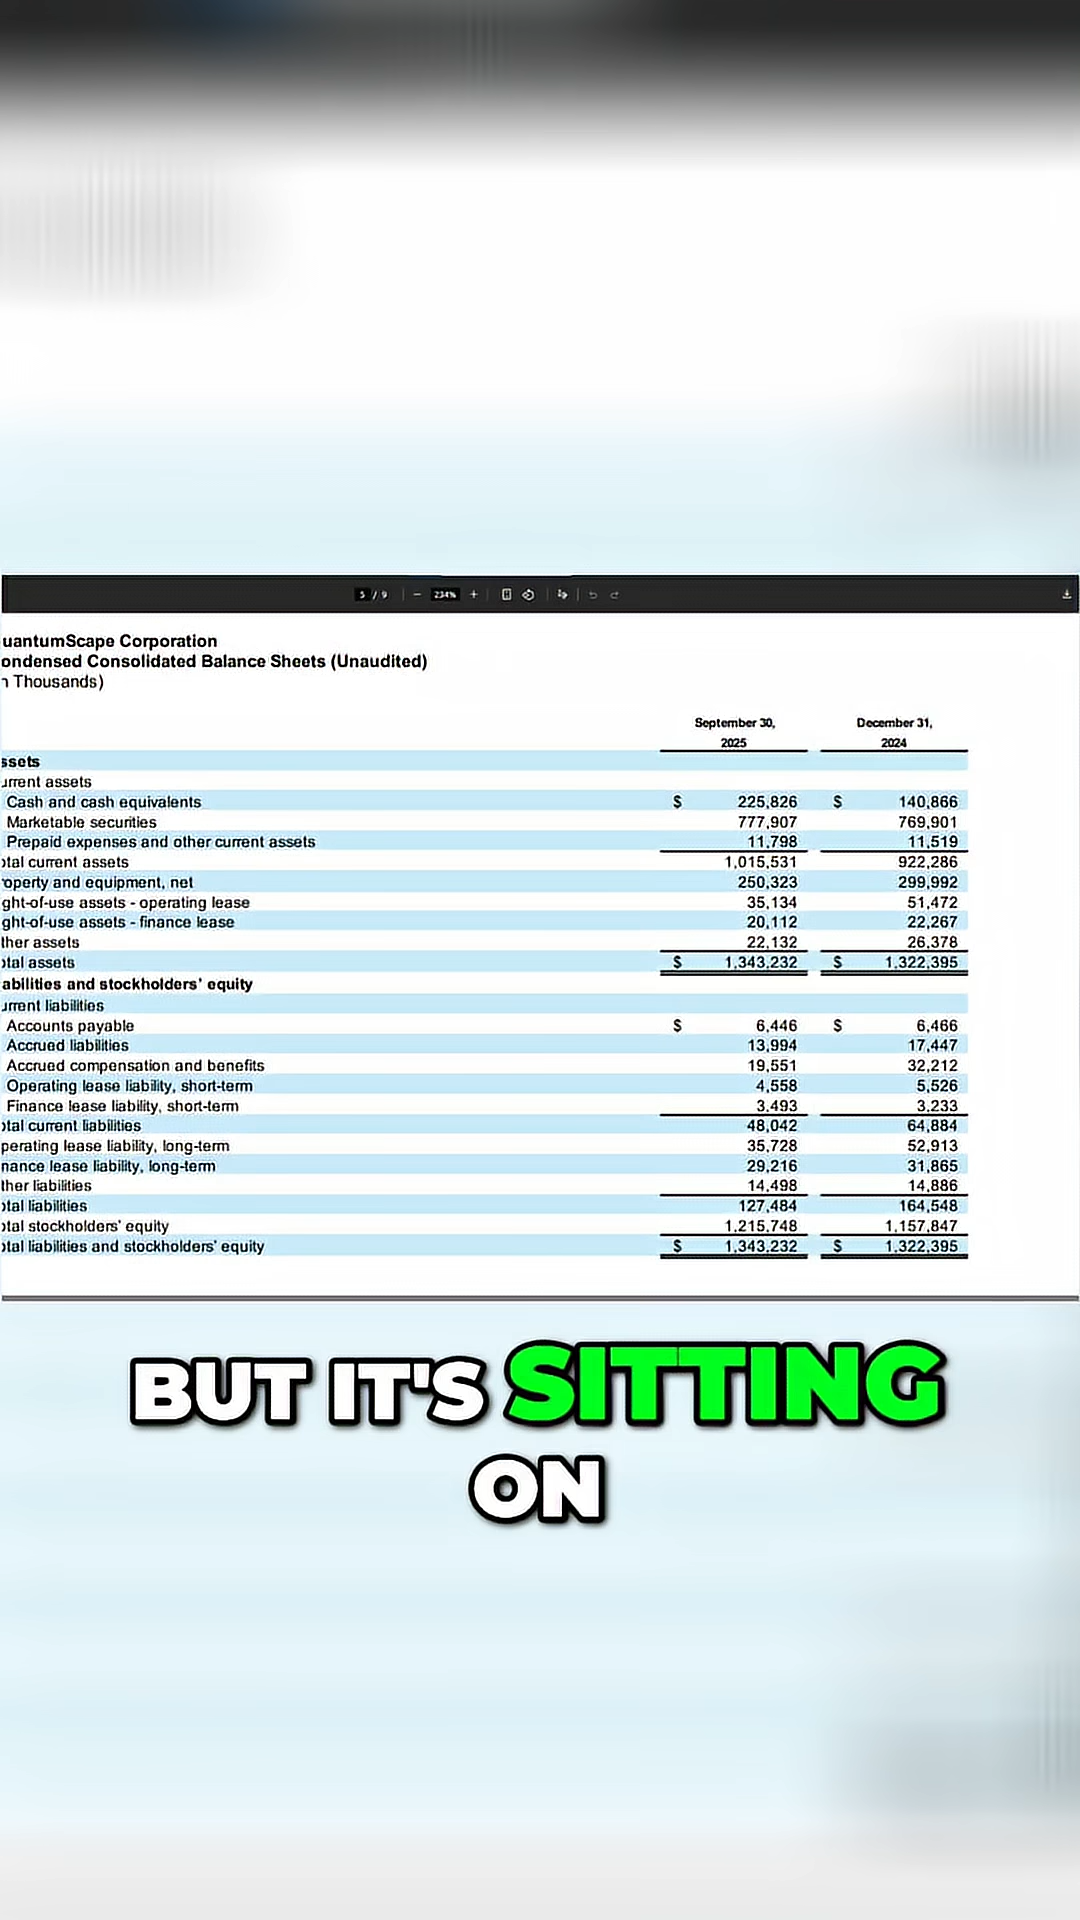 5 / 9 − 234% +
uantumScape Corporation
ondensed Consolidated Balance Sheets (Unaudited)
n Thousands)
September 30, December 31,
2025 2024
ssets
urrent assets
Cash and cash equivalents $ 225,826 $ 140,866
Marketable securities 777,907 769,901
Prepaid expenses and other current assets 11,798 11,519
otal current assets 1,015,531 922,286
roperty and equipment, net 250,323 299,992
ght-of-use assets - operating lease 35,134 51,472
ght-of-use assets - finance lease 20,112 22,267
ther assets 22,132 26,378
otal assets $ 1,343,232 $ 1,322,395
abilities and stockholders' equity
urrent liabilities
Accounts payable $ 6,446 $ 6,466
Accrued liabilities 13,994 17,447
Accrued compensation and benefits 19,551 32,212
Operating lease liability, short-term 4,558 5,526
Finance lease liability, short-term 3,493 3,233
otal current liabilities 48,042 64,884
perating lease liability, long-term 35,728 52,913
nance lease liability, long-term 29,216 31,865
ther liabilities 14,498 14,886
otal liabilities 127,484 164,548
otal stockholders' equity 1,215,748 1,157,847
otal liabilities and stockholders' equity $ 1,343,232 $ 1,322,395
BUT IT'S SITTING
ON